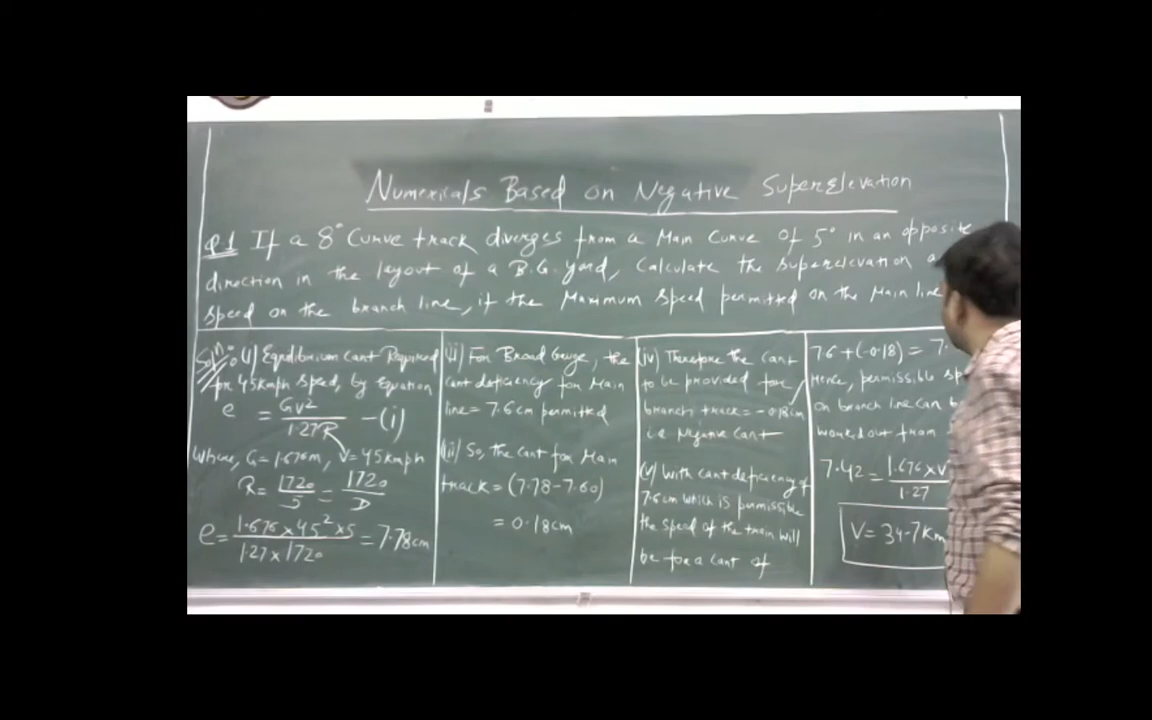 Numericals Based on Negative Superelevation
Q.1 If a 8° Curve track diverges from a Main Curve of 5° in an opposite
direction in the layout of a B.G. yard, Calculate the superelevation
speed on the branch line, if the Maximum speed permitted on the Main line
Solⁿ:- (i) Equilibrium Cant Required
for 45kmph speed, by Equation
e = GV²/1.27R - (i)
Where, G = 1.676m, V = 45kmph
R = 1720/5 = 1720/D
e = 1.676×45²×5/1.27×1720 = 7.78cm
(ii) For Broad Gauge, the
cant deficiency for Main
line = 7.6cm permitted
(iii) So, the cant for Main
track = (7.78-7.60)
= 0.18cm
(iv) Therefore the Cant
to be provided for
branch track = -0.18cm
i.e Negative Cant
(v) With cant deficiency of
7.6cm which is permissible
the speed of the train will
be for a Cant of
7.6+(-0.18) = 7.
Hence, permissible sp
on branch line can b
worked out from
7.42 = 1.676×V/1.27
V = 34.7Km